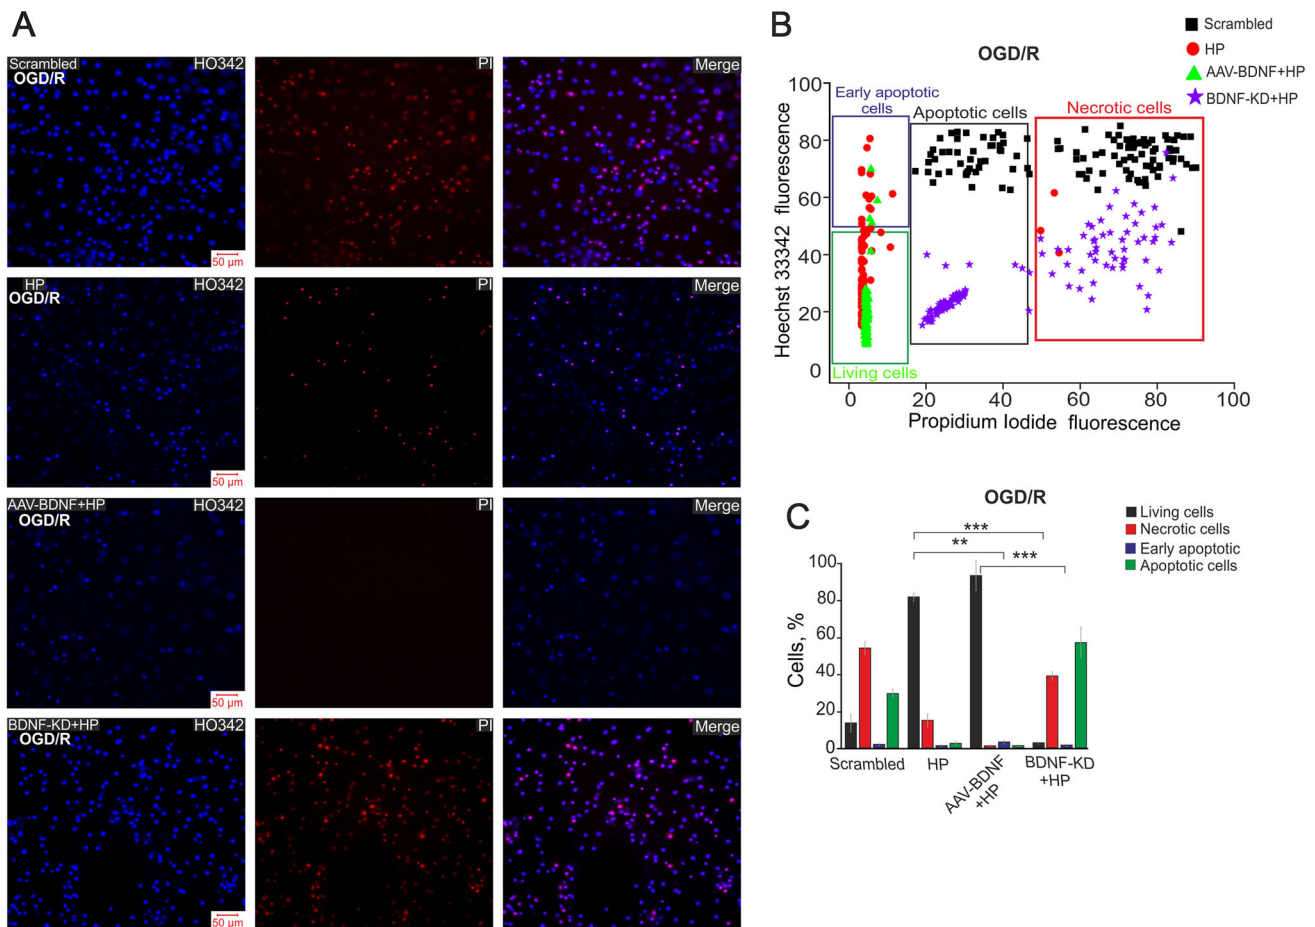 A
Scrambled HO342 PI Merge
OGD/R
50 µm
HP HO342 PI Merge
OGD/R
50 µm
AAV-BDNF+HP HO342 PI Merge
OGD/R
50 µm
BDNF-KD+HP HO342 PI Merge
OGD/R
50 µm
B
OGD/R
Scrambled
HP
AAV-BDNF+HP
BDNF-KD+HP
Early apoptotic
cells
Apoptotic cells
Necrotic cells
Living cells
Hoechst 33342 fluorescence
100
80
60
40
20
0
0 20 40 60 80 100
Propidium Iodide fluorescence
C
OGD/R
Living cells
Necrotic cells
Early apoptotic
Apoptotic cells
***
**
***
Cells, %
100
80
60
40
20
0
Scrambled
HP
AAV-BDNF
+HP
BDNF-KD
+HP